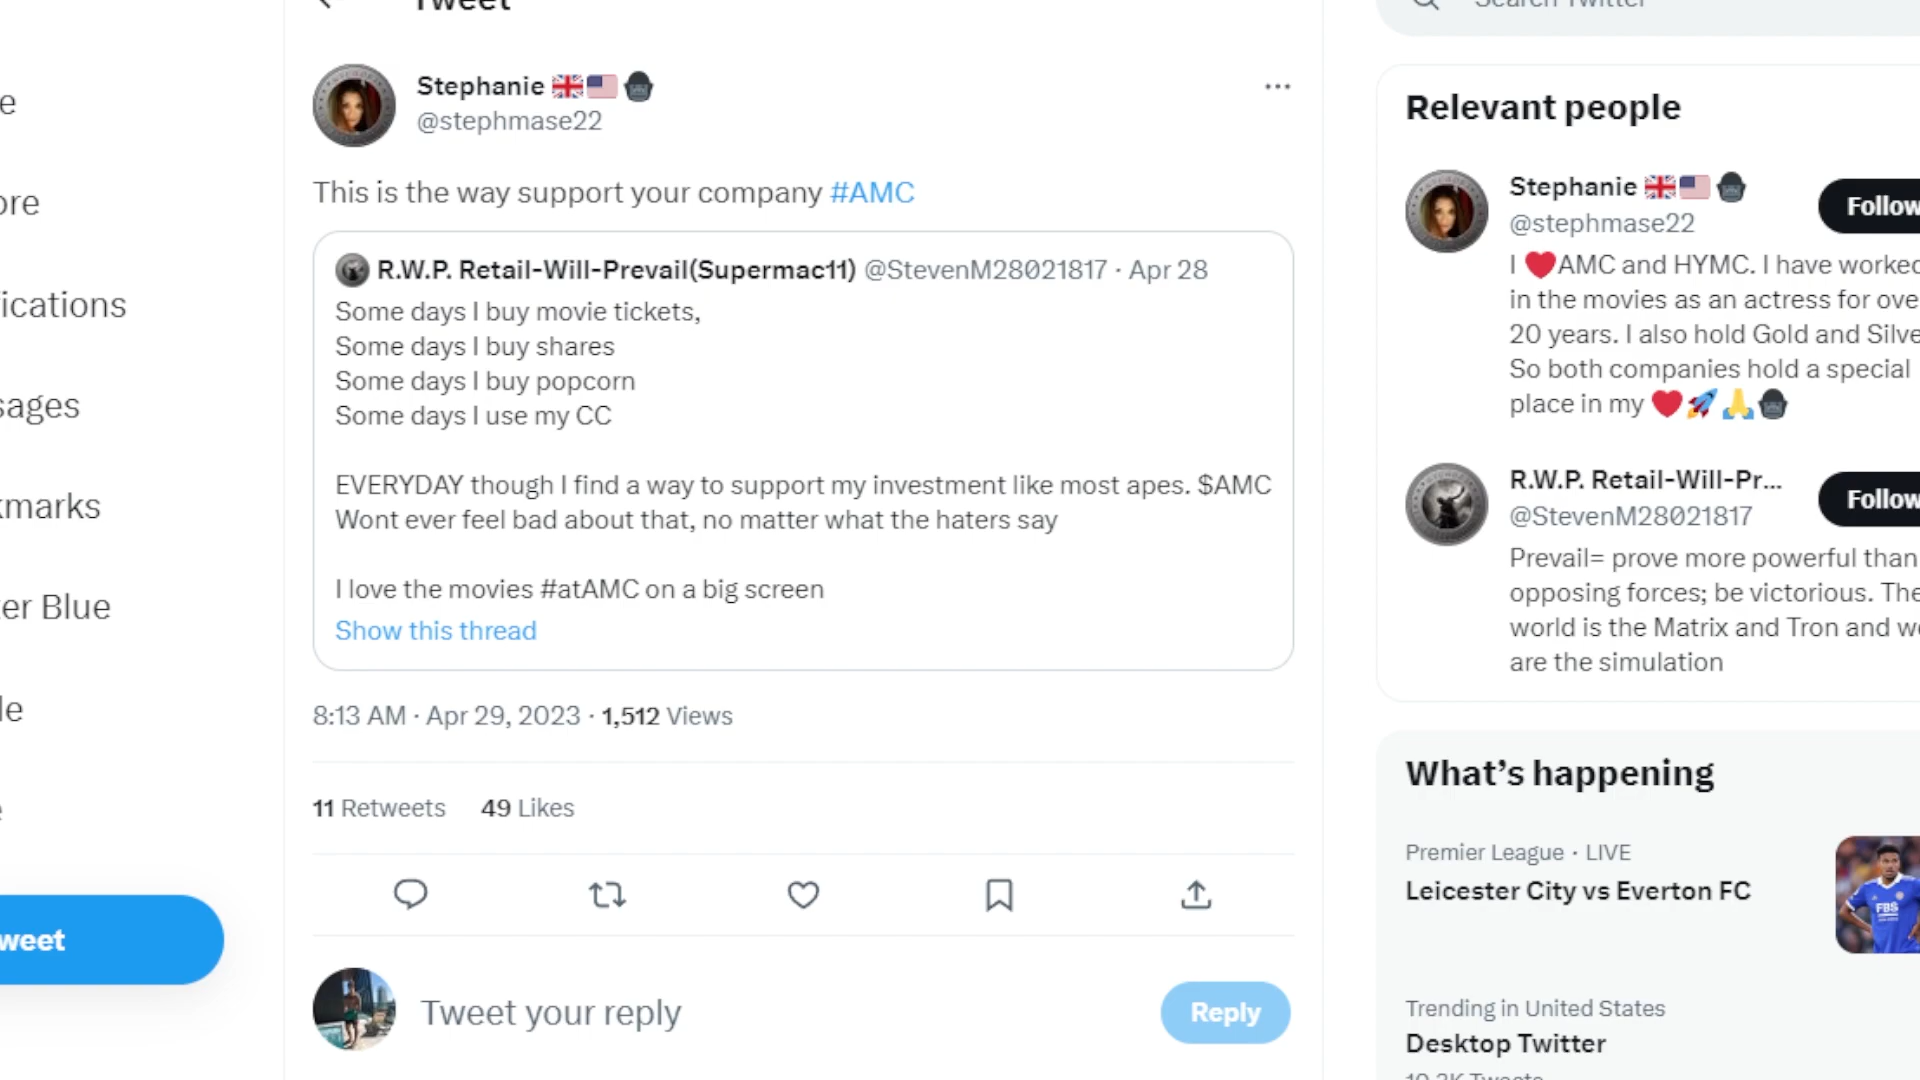 Tweet
Stephanie
@stephmase22
This is the way support your company #AMC
R.W.P. Retail-Will-Prevail(Supermac11) @StevenM28021817 · Apr 28
Some days I buy movie tickets,
Some days I buy shares
Some days I buy popcorn
Some days I use my CC
EVERYDAY though I find a way to support my investment like most apes. $AMC
Wont ever feel bad about that, no matter what the haters say
I love the movies #atAMC on a big screen
Show this thread
8:13 AM · Apr 29, 2023 · 1,512 Views
11 Retweets 49 Likes
Tweet your reply
Reply
e
ore
ications
sages
kmarks
er Blue
le
weet
Search Twitter
Relevant people
Stephanie
@stephmase22
Follow
I ❤️AMC and HYMC. I have worked
in the movies as an actress for ove
20 years. I also hold Gold and Silve
So both companies hold a special
place in my ❤️🚀🙏
R.W.P. Retail-Will-Pr...
@StevenM28021817
Follow
Prevail= prove more powerful than
opposing forces; be victorious. The
world is the Matrix and Tron and we
are the simulation
What's happening
Premier League · LIVE
Leicester City vs Everton FC
FBS
Trending in United States
Desktop Twitter